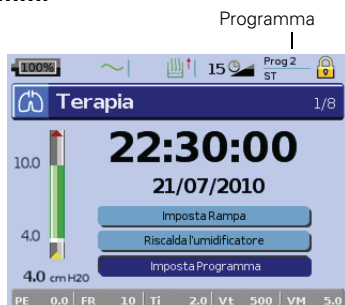 Programma
100% 15 Prog 2
ST
Terapia 1/8
22:30:00
10.0
21/07/2010
Imposta Rampa
4.0 Riscalda l'umidificatore
Imposta Programma
4.0 cmH2O
PE 0.0 FR 10 Ti 2.0 Vt 500 VM 5.0